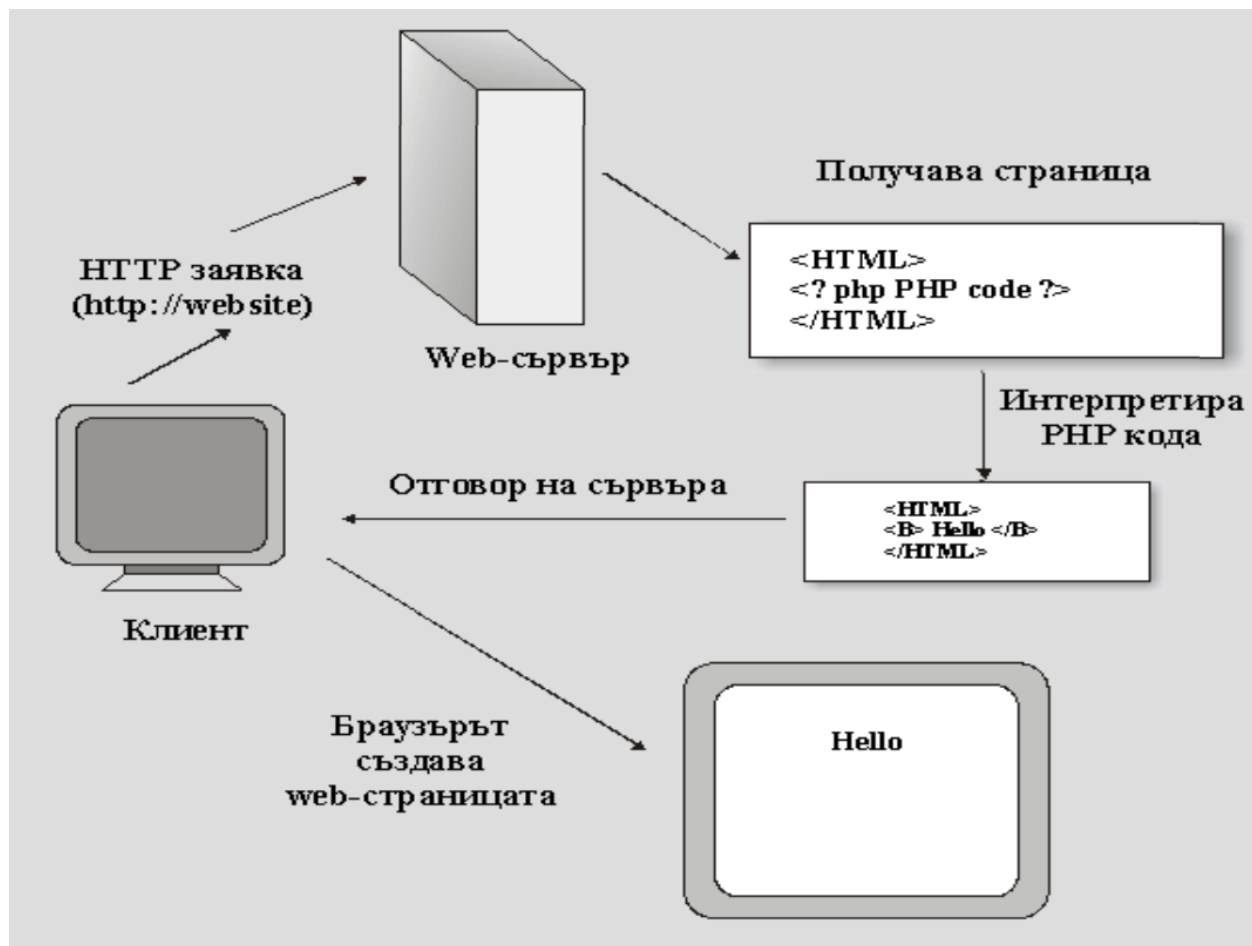 Получава страница
<HTML>
<? php PHP code ?>
</HTML>
HTTP заявка
(http://website)
Web-сървър
Интерпретира
PHP кода
Отговор на сървъра
<HTML>
<B> Hello </B>
</HTML>
Клиент
Браузърът
създава
web-страницата
Hello